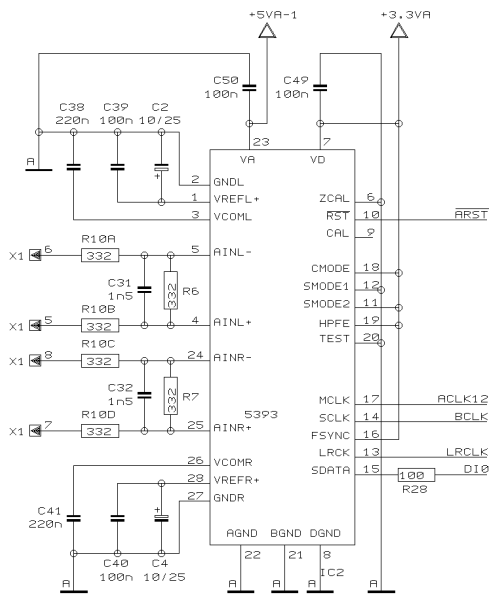 +5VA-1 +3.3VA
C50 100n C49 100n
C38 220n C39 100n C2 10/25
A + 23 7
VA VD
2 GNDL
1 VREFL+ ZCAL 6
3 VCOML RST 10 ARST
CAL 9
X1 6 R10A 332 5 AINL-
CMODE 18
C31 1n5 332 R6 SMODE1 12
SMODE2 11
X1 5 R10B 332 4 AINL+ HPFE 19
TEST 20
X1 8 R10C 332 24 AINR-
C32 1n5 332 R7
MCLK 17 ACLK12
5393 SCLK 14 BCLK
X1 7 R10D 332 25 AINR+ FSYNC 16
LRCK 13 LRCLK
26 VCOMR SDATA 15 100 DI0
28 VREFR+ R28
27 GNDR
C41 220n +
AGND BGND DGND
C40 100n C4 10/25
22 21 8
IC2
A A A A A